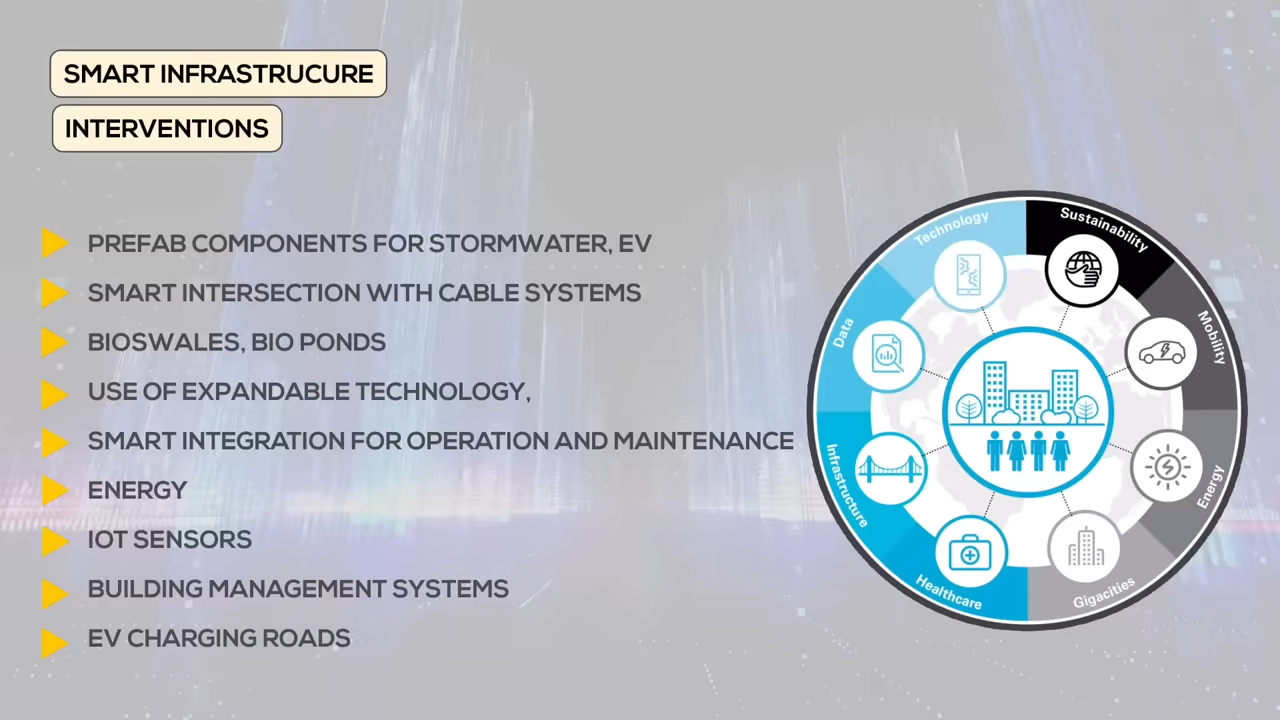 SMART INFRASTRUCURE
INTERVENTIONS
PREFAB COMPONENTS FOR STORMWATER, EV
SMART INTERSECTION WITH CABLE SYSTEMS
BIOSWALES, BIO PONDS
USE OF EXPANDABLE TECHNOLOGY,
SMART INTEGRATION FOR OPERATION AND MAINTENANCE
ENERGY
IOT SENSORS
BUILDING MANAGEMENT SYSTEMS
EV CHARGING ROADS
Technology
Sustainability
Mobility
Energy
Gigacities
Healthcare
Infrastructure
Data